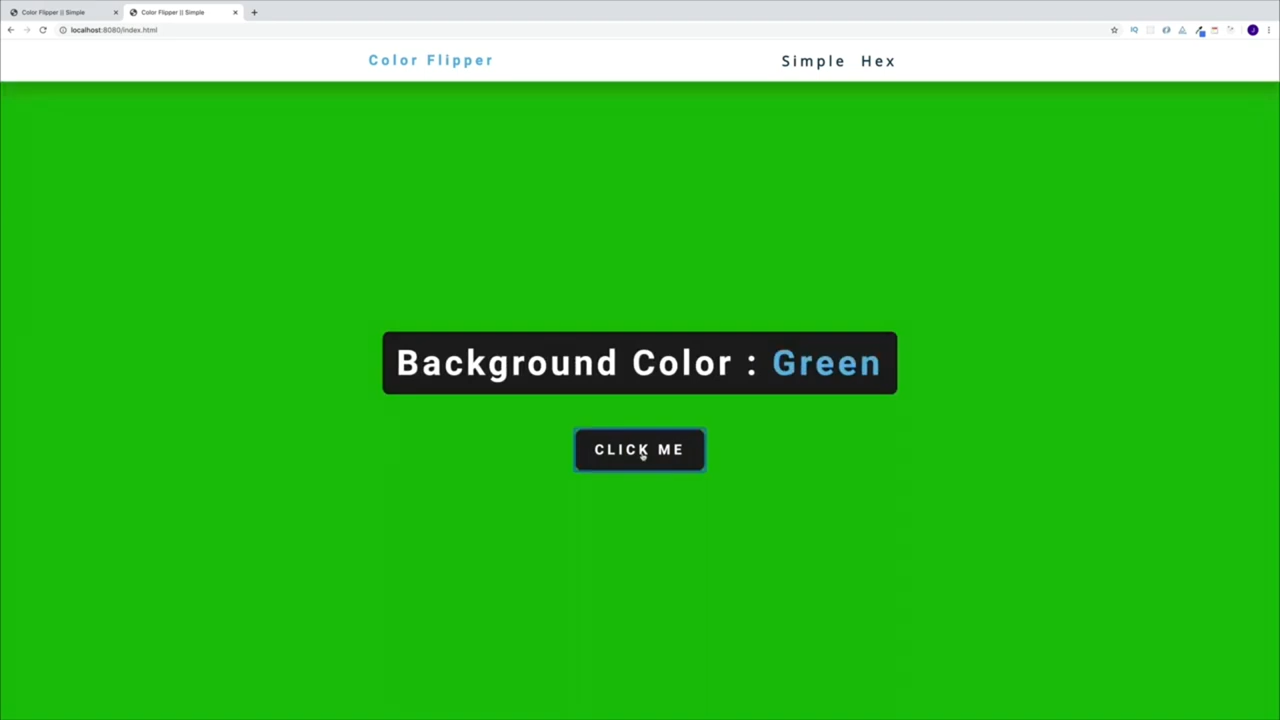 Color Flipper || Simple
Color Flipper || Simple
localhost:8080/index.html
Color Flipper
Simple Hex
Background Color : Green
CLICK ME